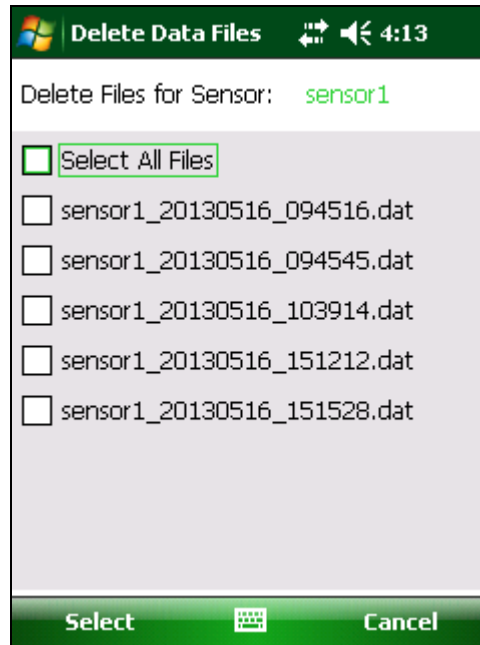 Delete Data Files 4:13
Delete Files for Sensor: sensor1
Select All Files
sensor1_20130516_094516.dat
sensor1_20130516_094545.dat
sensor1_20130516_103914.dat
sensor1_20130516_151212.dat
sensor1_20130516_151528.dat
Select Cancel